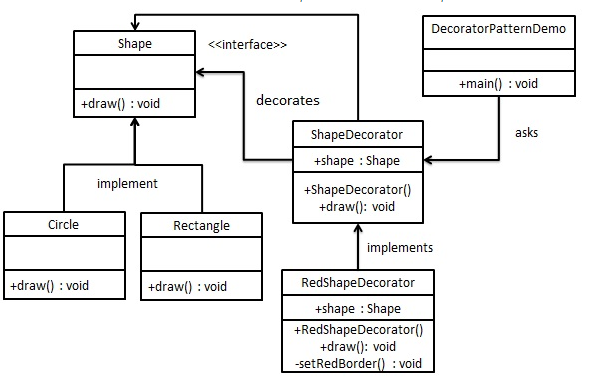 Shape
<<interface>>
+draw() : void
DecoratorPatternDemo
+main() : void
decorates
asks
ShapeDecorator
+shape : Shape
+ShapeDecorator()
+draw(): void
implement
implements
Circle
+draw() : void
Rectangle
+draw() : void
RedShapeDecorator
+shape : Shape
+RedShapeDecorator()
+draw(): void
-setRedBorder() : void